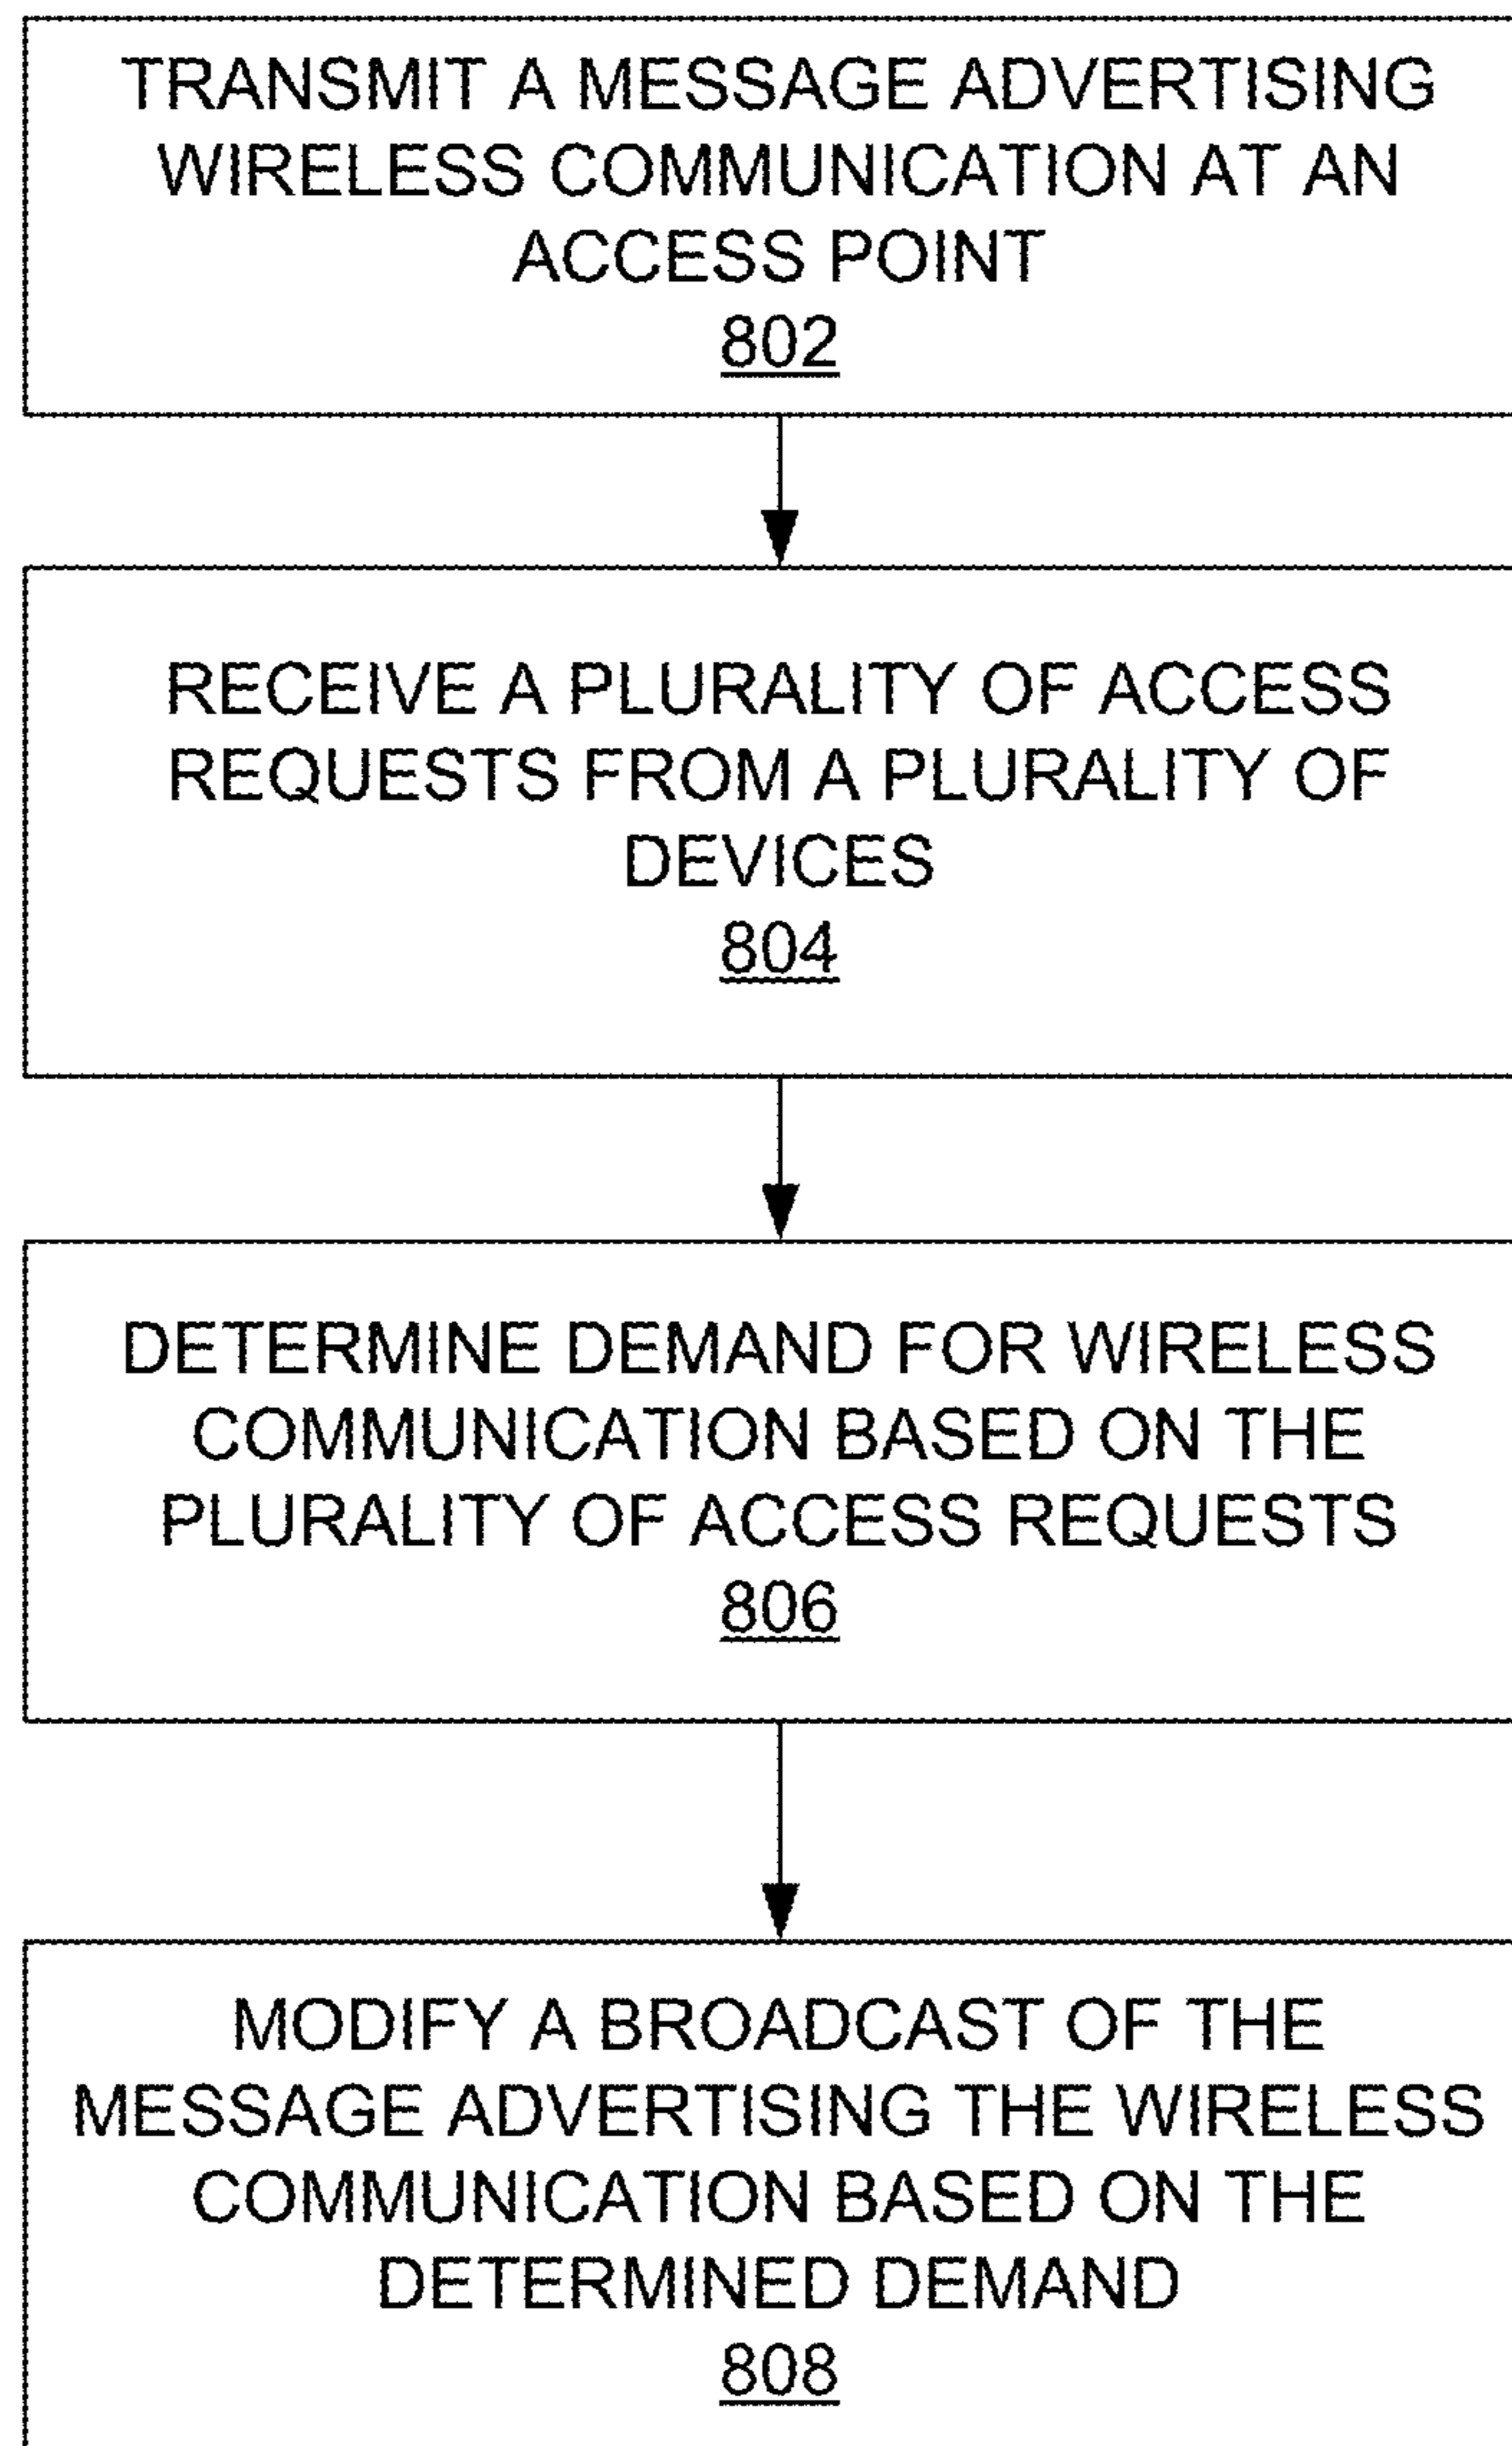 TRANSMIT A MESSAGE ADVERTISING
WIRELESS COMMUNICATION AT AN
ACCESS POINT
802
RECEIVE A PLURALITY OF ACCESS
REQUESTS FROM A PLURALITY OF
DEVICES
804
DETERMINE DEMAND FOR WIRELESS
COMMUNICATION BASED ON THE
PLURALITY OF ACCESS REQUESTS
806
MODIFY A BROADCAST OF THE
MESSAGE ADVERTISING THE WIRELESS
COMMUNICATION BASED ON THE
DETERMINED DEMAND
808